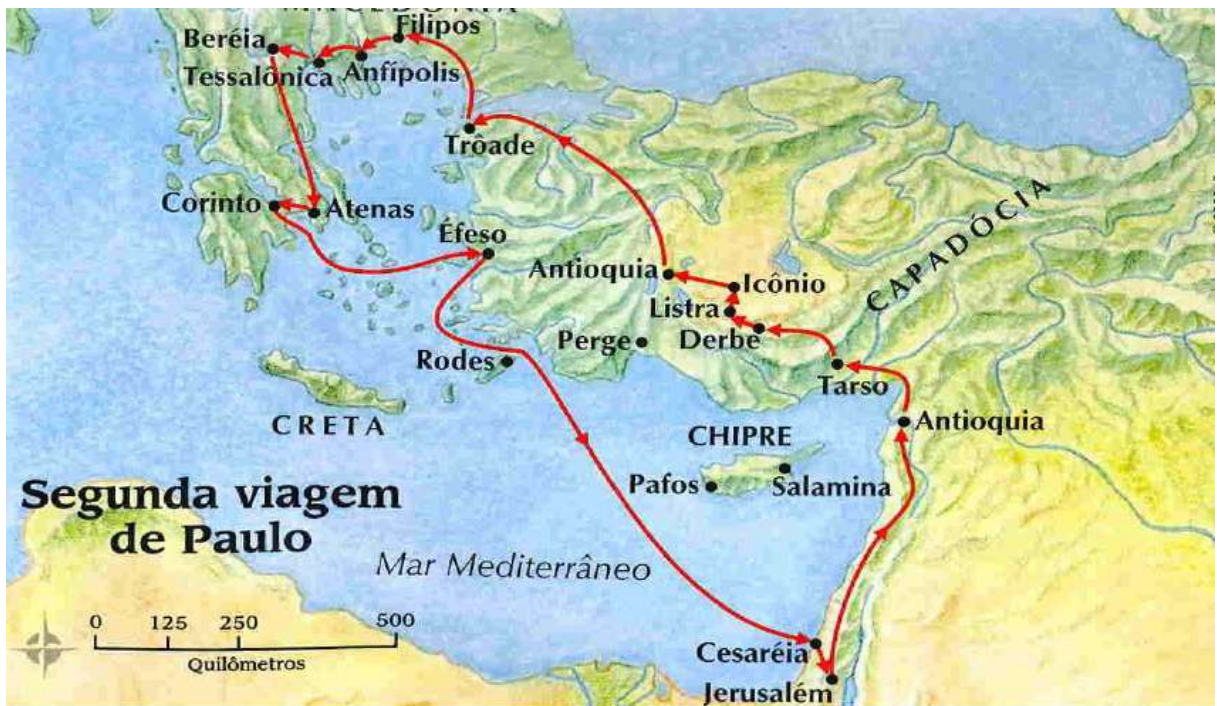 MACEDÔNIA
Filipos
Beréia
Tessalônica
Anfípolis
Trôade
Corinto
Atenas
Éfeso
Antioquia
Icônio
CAPADÓCIA
Listra
Derbe
Perge
Rodes
Tarso
CRETA
CHIPRE
Antioquia
Pafos
Salamina
Segunda viagem
de Paulo
Mar Mediterrâneo
0 125 250 500
Quilômetros
Cesaréia
Jerusalém